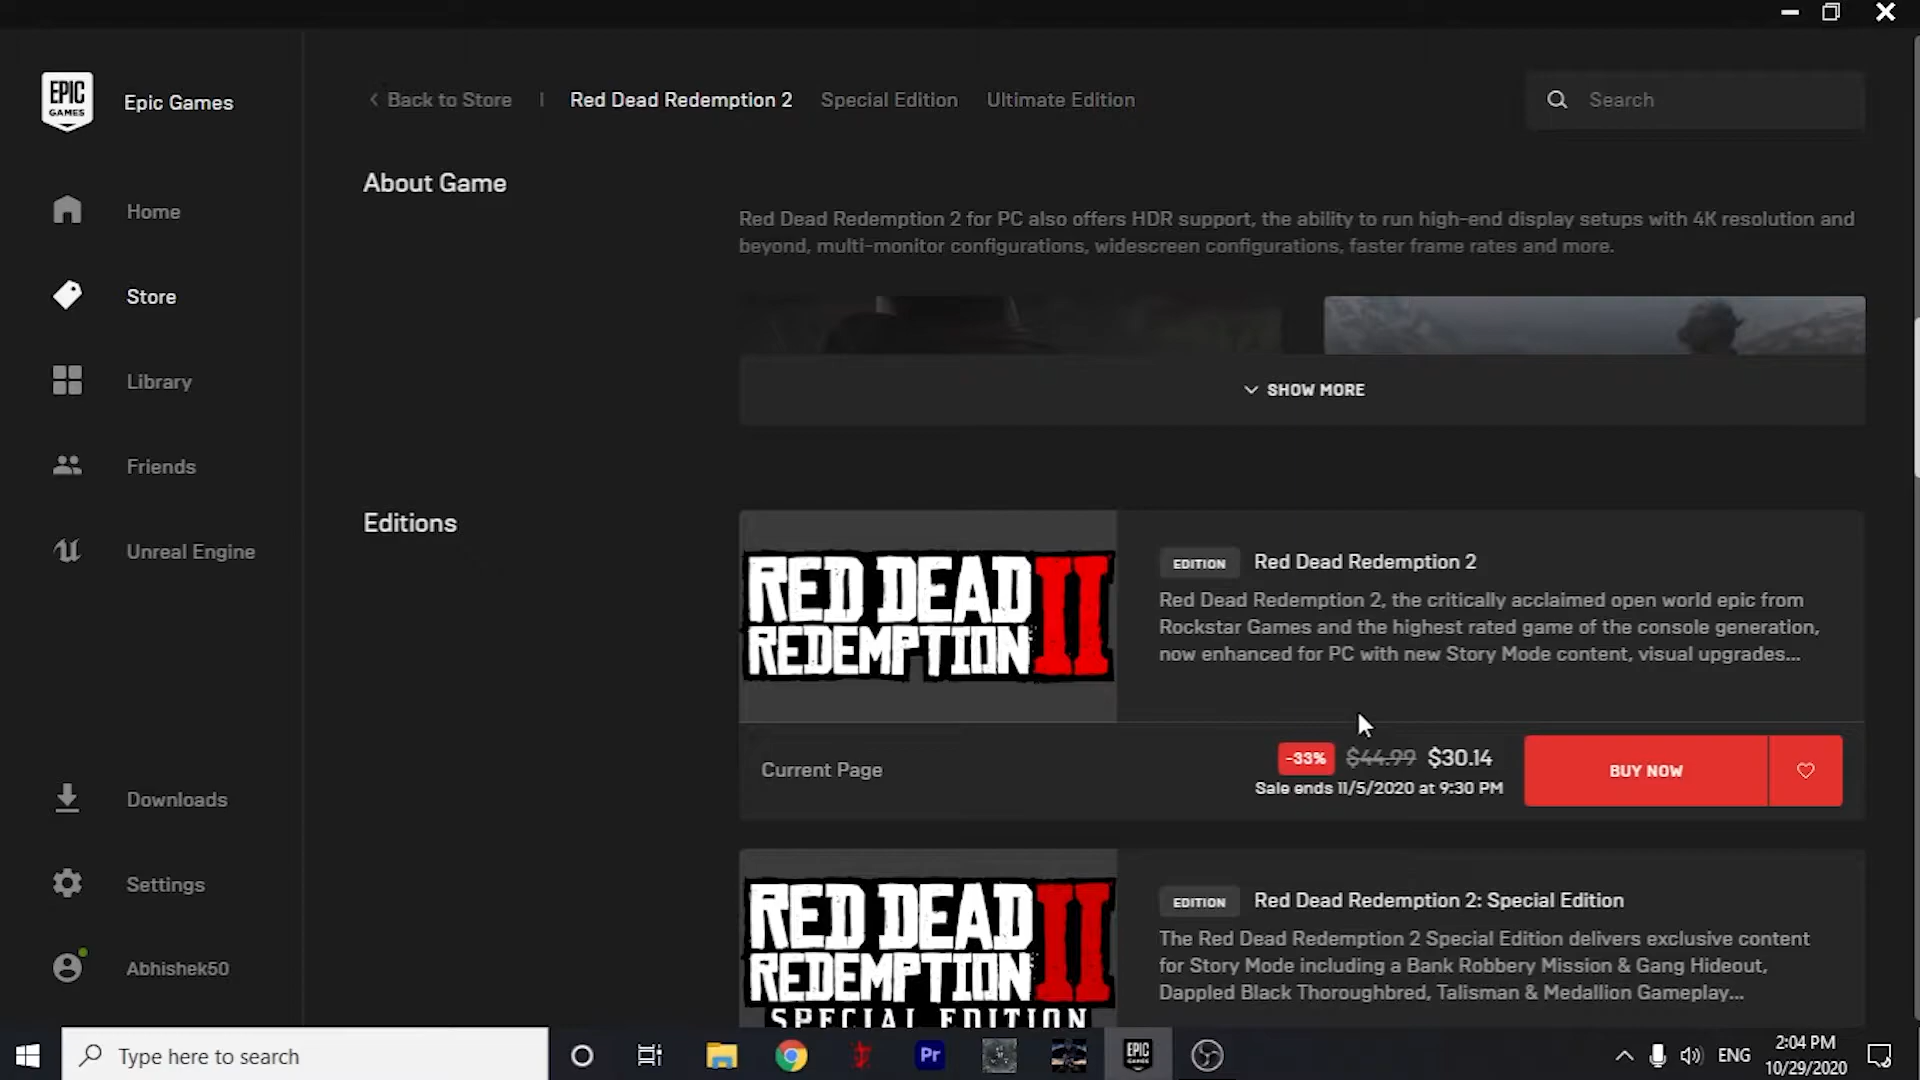 EPIC
GAMES
Epic Games
Back to Store
Red Dead Redemption 2
Special Edition
Ultimate Edition
Search
Home
Store
Library
Friends
Unreal Engine
Downloads
Settings
Abhishek50
About Game
Red Dead Redemption 2 for PC also offers HDR support, the ability to run high-end display setups with 4K resolution and
beyond, multi-monitor configurations, widescreen configurations, faster frame rates and more.
SHOW MORE
Editions
RED DEAD
REDEMPTION
II
EDITION
Red Dead Redemption 2
Red Dead Redemption 2, the critically acclaimed open world epic from
Rockstar Games and the highest rated game of the console generation,
now enhanced for PC with new Story Mode content, visual upgrades...
Current Page
-33% $44.99 $30.14
Sale ends 11/5/2020 at 9:30 PM
BUY NOW
RED DEAD
REDEMPTION
II
SPECIAL EDITION
EDITION
Red Dead Redemption 2: Special Edition
The Red Dead Redemption 2 Special Edition delivers exclusive content
for Story Mode including a Bank Robbery Mission & Gang Hideout,
Dappled Black Thoroughbred, Talisman & Medallion Gameplay...
Type here to search
Pr
EPIC
GAMES
ENG
2:04 PM
10/29/2020